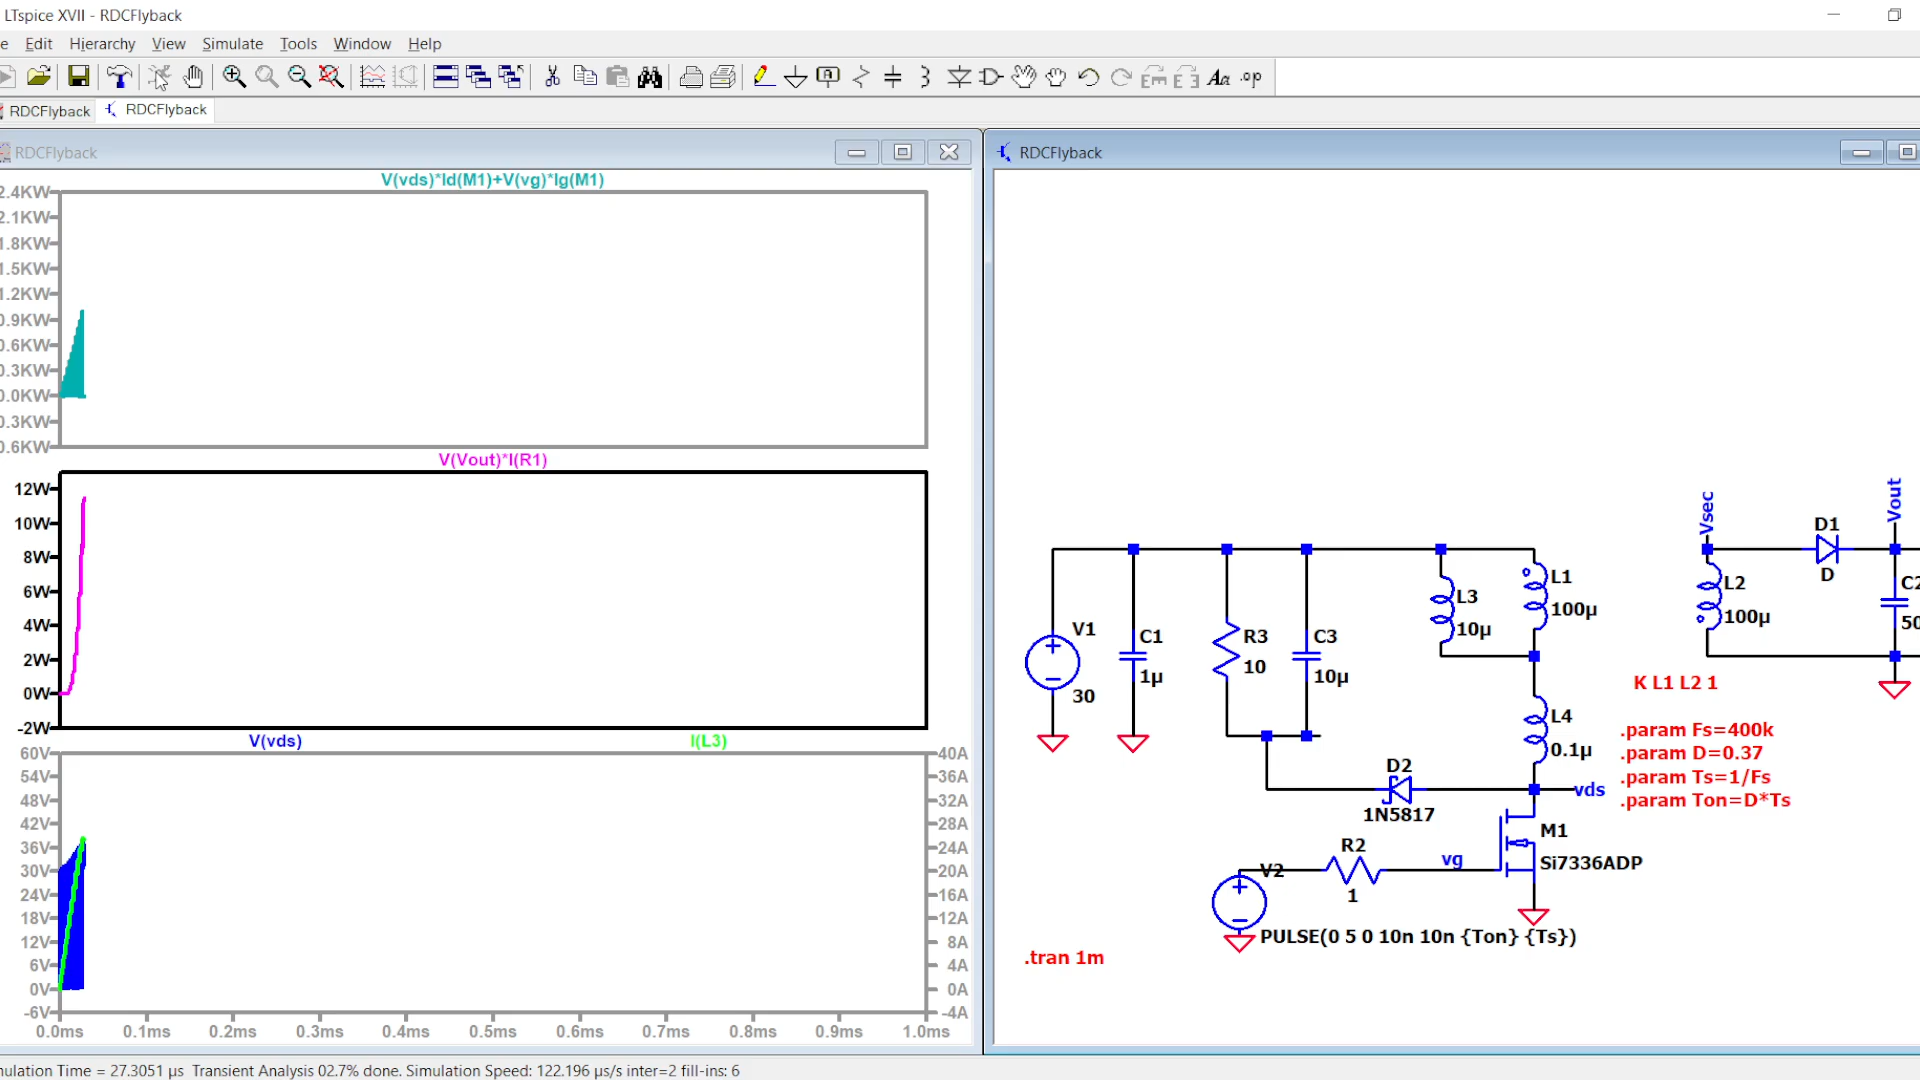 LTspice XVII - RDCFlyback
e Edit Hierarchy View Simulate Tools Window Help
.op
RDCFlyback RDCFlyback
RDCFlyback
V(vds)*Id(M1)+V(vg)*Ig(M1)
2.4KW
2.1KW
1.8KW
1.5KW
1.2KW
0.9KW
0.6KW
0.3KW
0.0KW
0.3KW
0.6KW
V(Vout)*I(R1)
12W
10W
8W
6W
4W
2W
0W
-2W
V(vds) I(L3)
60V 40A
54V 36A
48V 32A
42V 28A
36V 24A
30V 20A
24V 16A
18V 12A
12V 8A
6V 4A
0V 0A
-6V -4A
0.0ms 0.1ms 0.2ms 0.3ms 0.4ms 0.5ms 0.6ms 0.7ms 0.8ms 0.9ms 1.0ms
RDCFlyback
Vsec
Vout
D1
D
V1
30
C1
1µ
R3
10
C3
10µ
L3
10µ
L1
100µ
L2
100µ
C2
50
K L1 L2 1
L4
0.1µ
.param Fs=400k
.param D=0.37
.param Ts=1/Fs
.param Ton=D*Ts
D2
1N5817
vds
M1
Si7336ADP
R2
1
vg
V2
PULSE(0 5 0 10n 10n {Ton} {Ts})
.tran 1m
nulation Time = 27.3051 µs Transient Analysis 02.7% done. Simulation Speed: 122.196 µs/s inter=2 fill-ins: 6